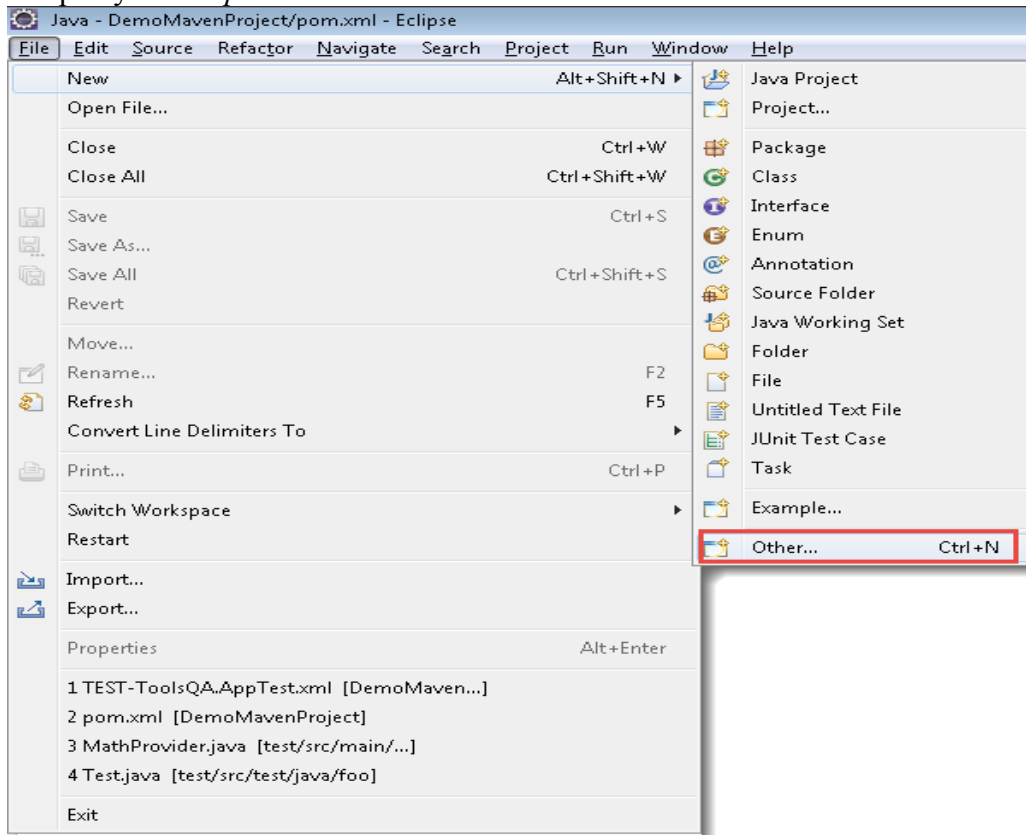 Java - DemoMavenProject/pom.xml - Eclipse
File Edit Source Refactor Navigate Search Project Run Window Help
New Alt+Shift+N
Open File...
Close Ctrl+W
Close All Ctrl+Shift+W
Save Ctrl+S
Save As...
Save All Ctrl+Shift+S
Revert
Move...
Rename... F2
Refresh F5
Convert Line Delimiters To
Print... Ctrl+P
Switch Workspace
Restart
Import...
Export...
Properties Alt+Enter
1 TEST-ToolsQA.AppTest.xml [DemoMaven...]
2 pom.xml [DemoMavenProject]
3 MathProvider.java [test/src/main/...]
4 Test.java [test/src/test/java/foo]
Exit
Java Project
Project...
Package
Class
Interface
Enum
Annotation
Source Folder
Java Working Set
Folder
File
Untitled Text File
JUnit Test Case
Task
Example...
Other... Ctrl+N